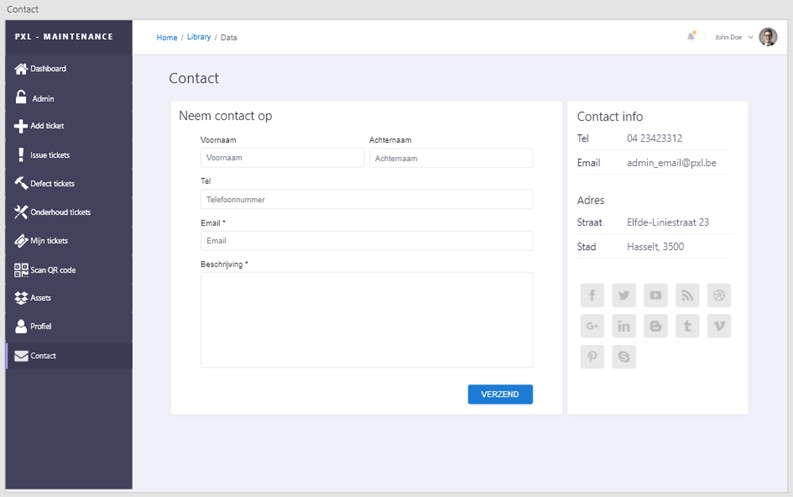 Contact
PXL - MAINTENANCE
Home / Library / Data
John Doe
Dashboard
Admin
Add ticket
Issue tickets
Defect tickets
Onderhoud tickets
Mijn tickets
Scan QR code
Assets
Profiel
Contact
Contact
Neem contact op
Voornaam
Achternaam
Voornaam
Achternaam
Tel
Telefoonnummer
Email *
Email
Beschrijving *
VERZEND
Contact info
Tel 04 23423312
Email admin_email@pxl.be
Adres
Straat Elfde-Liniestraat 23
Stad Hasselt, 3500